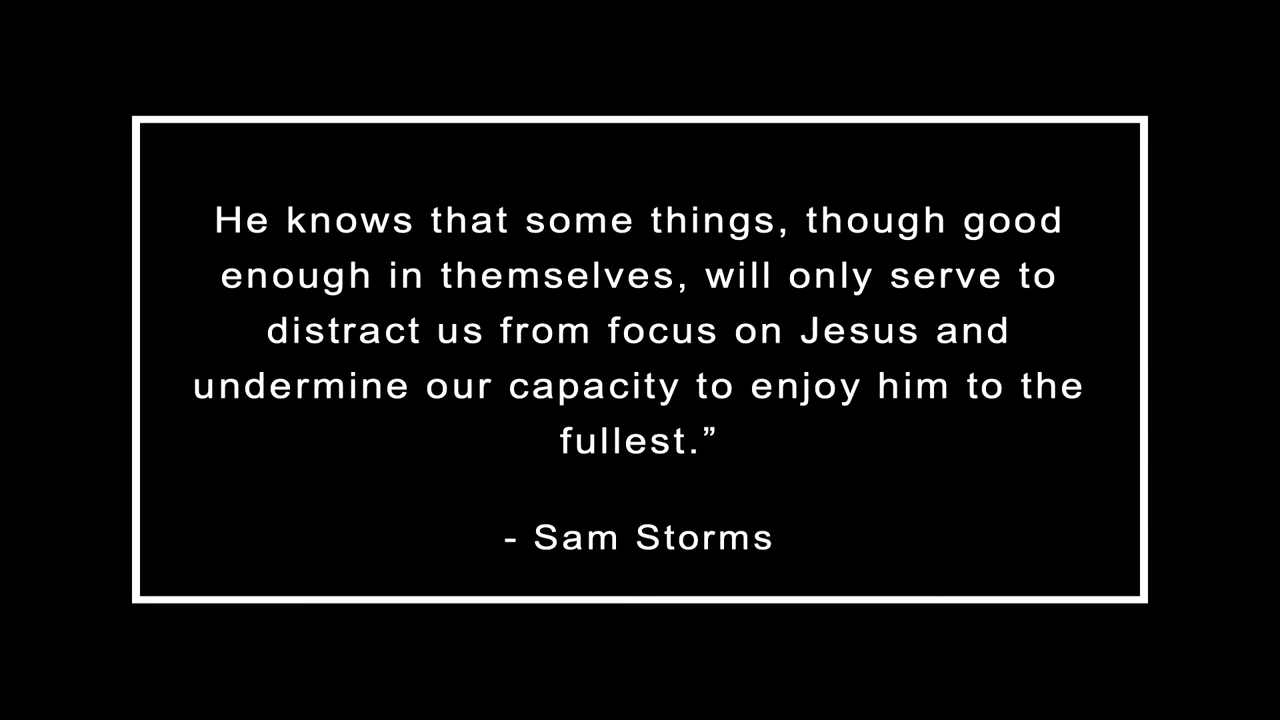 He knows that some things, though good
enough in themselves, will only serve to
distract us from focus on Jesus and
undermine our capacity to enjoy him to the
fullest.”
- Sam Storms